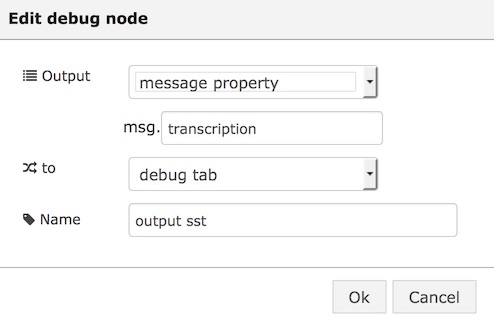 Edit debug node
Output
message property
msg. transcription
to
debug tab
Name
output sst
Ok
Cancel